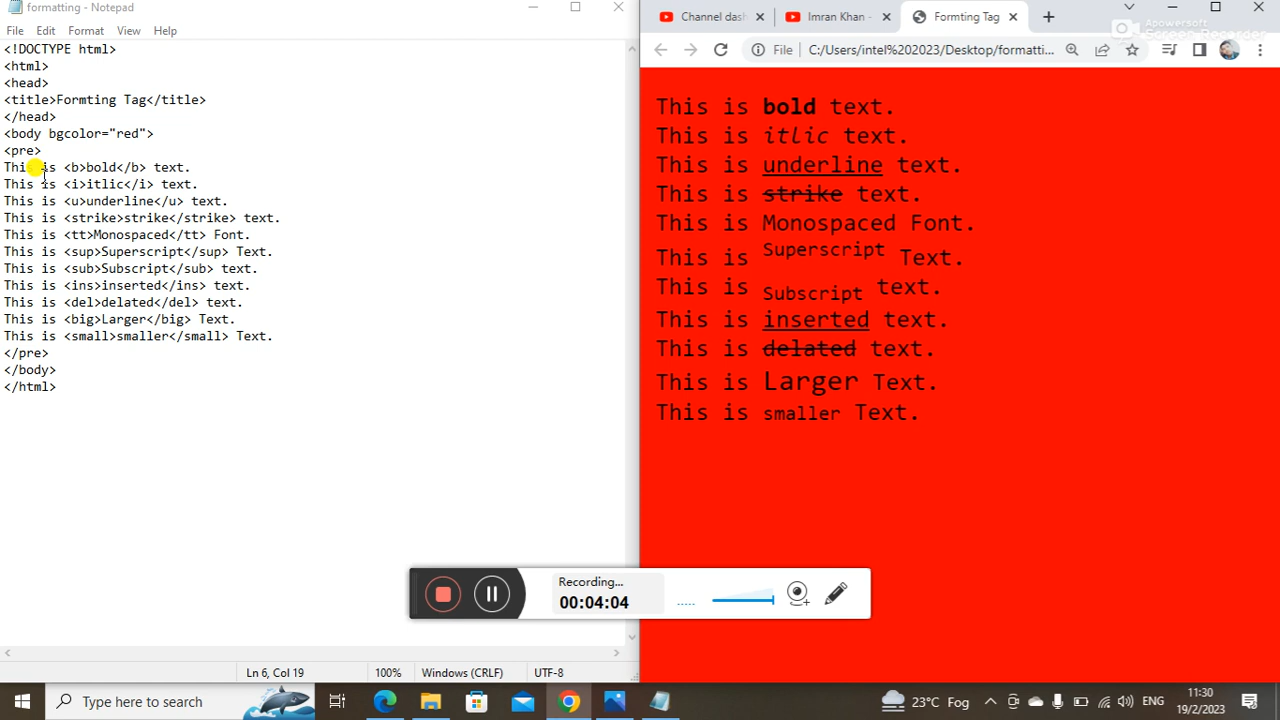 formatting - Notepad
File Edit Format View Help
<!DOCTYPE html>
<html>
<head>
<title>Formting Tag</title>
</head>
<body bgcolor="red">
<pre>
This is <b>bold</b> text.
This is <i>itlic</i> text.
This is <u>underline</u> text.
This is <strike>strike</strike> text.
This is <tt>Monospaced</tt> Font.
This is <sup>Superscript</sup> Text.
This is <sub>Subscript</sub> text.
This is <ins>inserted</ins> text.
This is <del>delated</del> text.
This is <big>Larger</big> Text.
This is <small>smaller</small> Text.
</pre>
</body>
</html>
Ln 6, Col 19 100% Windows (CRLF) UTF-8
Channel dash Imran Khan - Formting Tag
Apowersoft
Screen Recorder
File C:/Users/intel%202023/Desktop/formatti...
This is bold text.
This is itlic text.
This is underline text.
This is strike text.
This is Monospaced Font.
This is Superscript Text.
This is Subscript text.
This is inserted text.
This is delated text.
This is Larger Text.
This is smaller Text.
Recording...
00:04:04
Type here to search
23°C Fog
ENG
11:30
19/2/2023